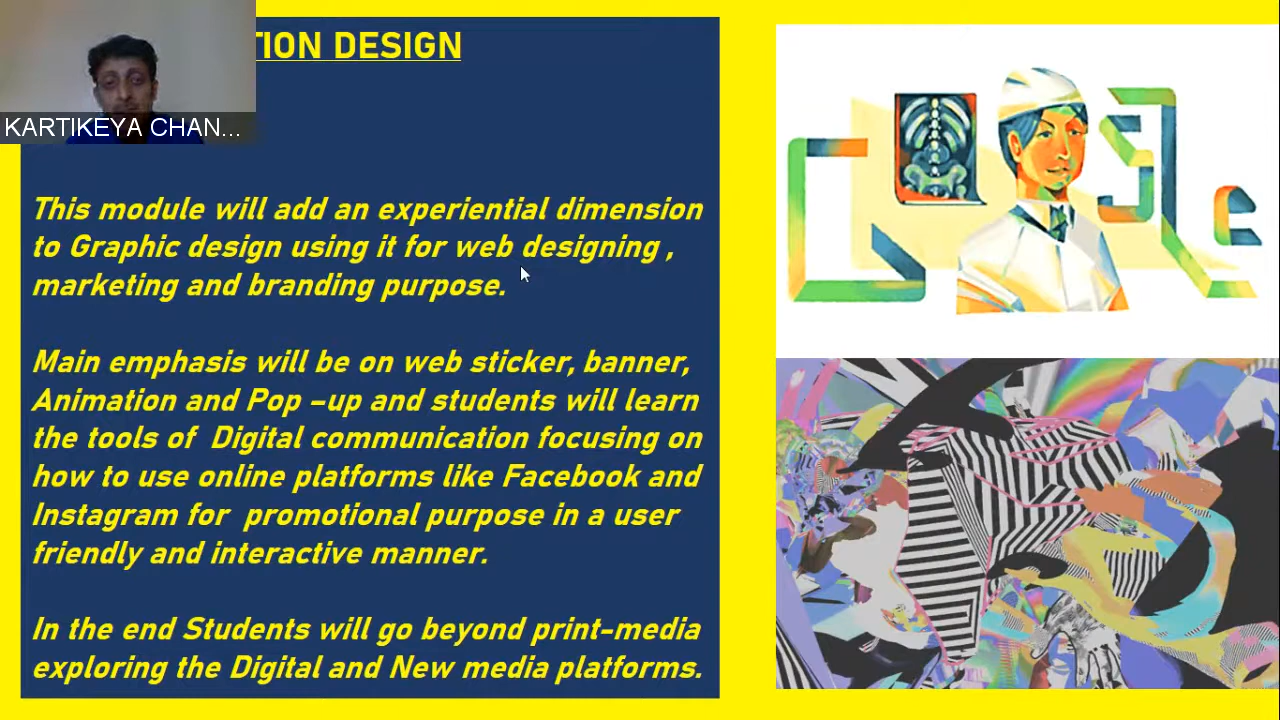 TION DESIGN
KARTIKEYA CHAN...
This module will add an experiential dimension
to Graphic design using it for web designing ,
marketing and branding purpose.
Main emphasis will be on web sticker, banner,
Animation and Pop –up and students will learn
the tools of  Digital communication focusing on
how to use online platforms like Facebook and
Instagram for  promotional purpose in a user
friendly and interactive manner.
In the end Students will go beyond print-media
exploring the Digital and New media platforms.